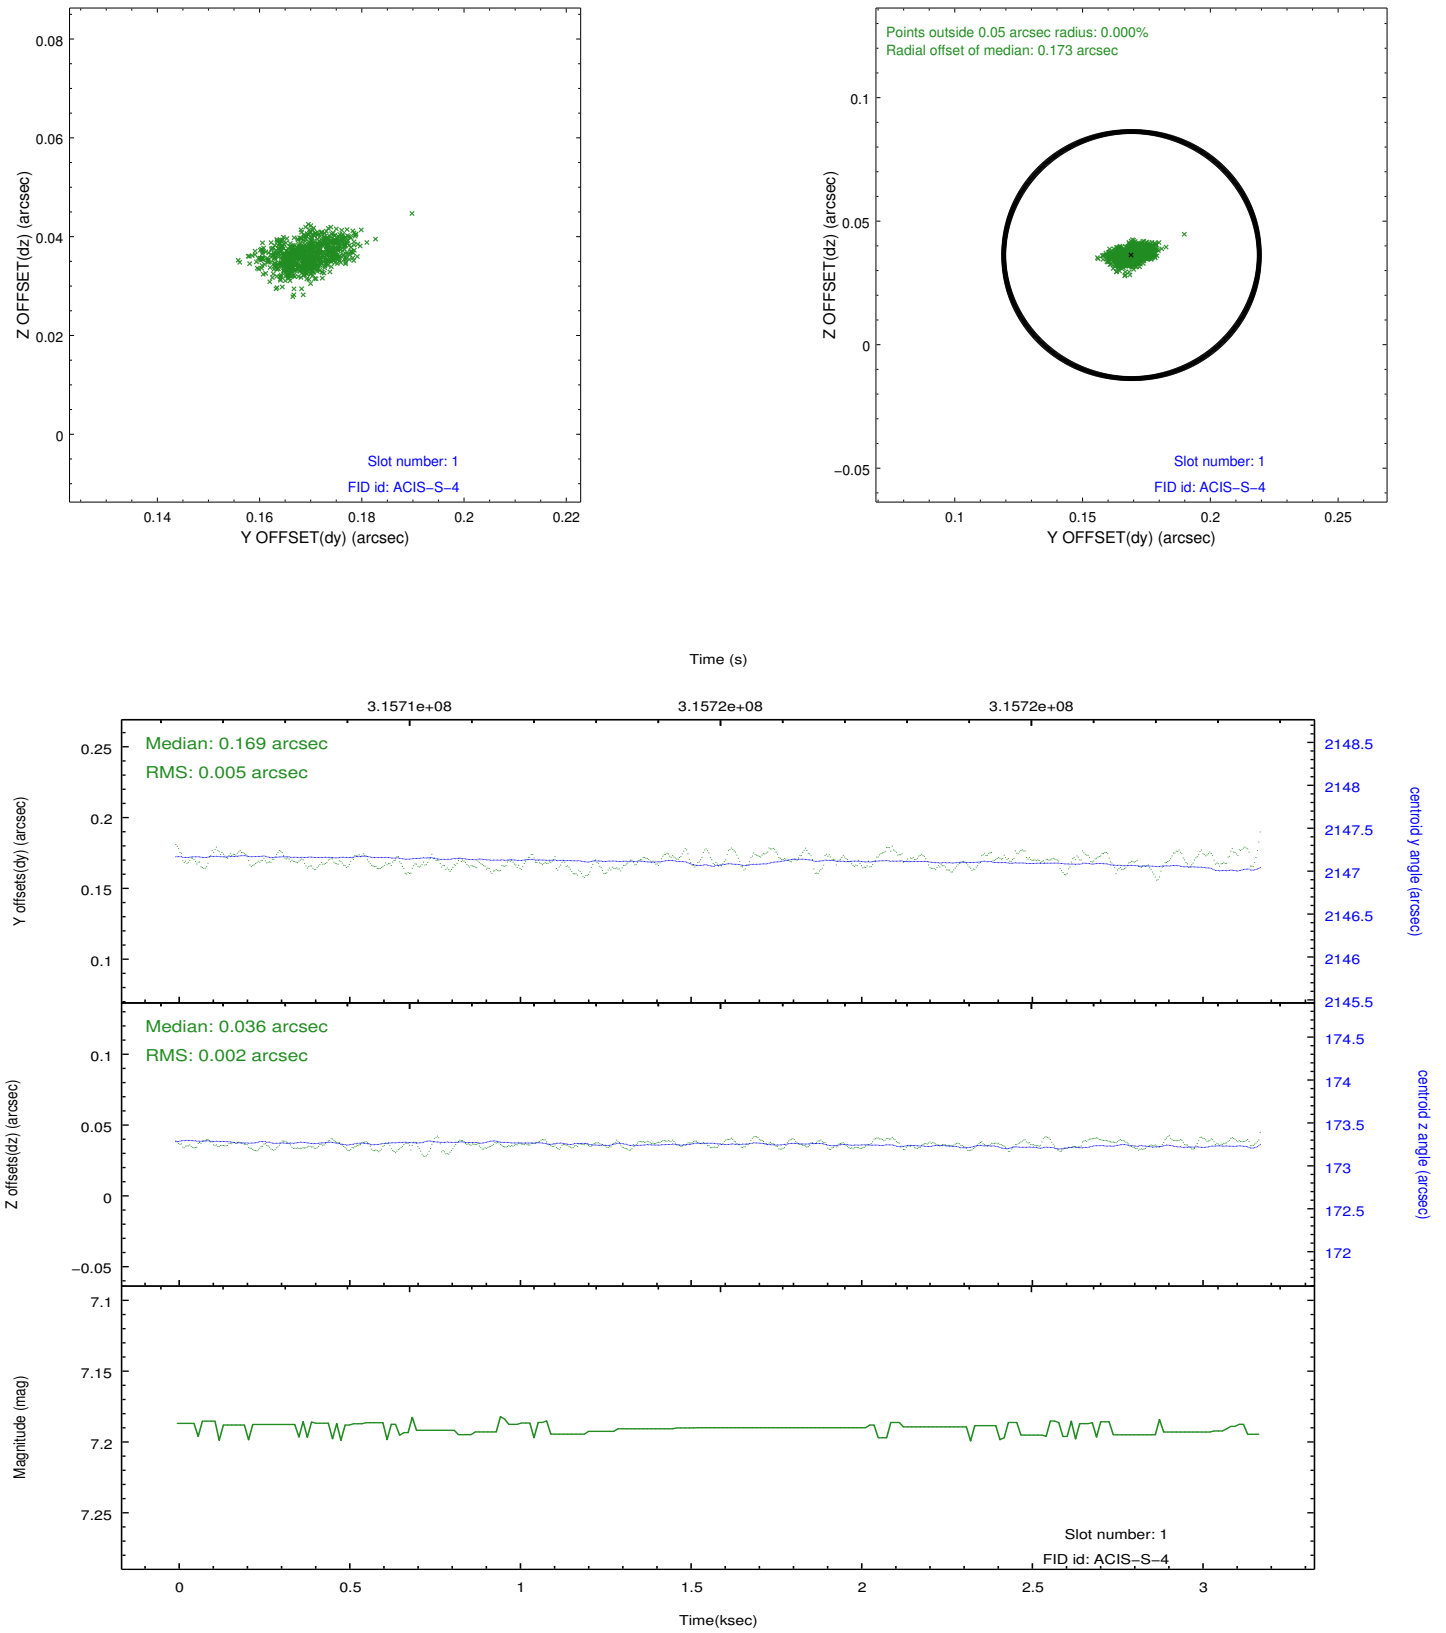 0.08
0.06
0.04
0.02
0
Z OFFSET(dz) (arcsec)
Slot number: 1
FID id: ACIS−S−4
0.14 0.16 0.18 0.2 0.22
Y OFFSET(dy) (arcsec)
Points outside 0.05 arcsec radius: 0.000%
Radial offset of median: 0.173 arcsec
0.1
0.05
0
−0.05
Z OFFSET(dz) (arcsec)
Slot number: 1
FID id: ACIS−S−4
0.1 0.15 0.2 0.25
Y OFFSET(dy) (arcsec)
Time (s)
3.1571e+08 3.1572e+08 3.1572e+08
Median: 0.169 arcsec
RMS: 0.005 arcsec
0.25
0.2
0.15
0.1
Y offsets(dy) (arcsec)
2148.5
2148
2147.5
2147
2146.5
2146
2145.5
centroid y angle (arcsec)
Median: 0.036 arcsec
RMS: 0.002 arcsec
0.1
0.05
0
−0.05
Z offsets(dz) (arcsec)
174.5
174
173.5
173
172.5
172
centroid z angle (arcsec)
7.1
7.15
7.2
7.25
Magnitude (mag)
Slot number: 1
FID id: ACIS−S−4
0 0.5 1 1.5 2 2.5 3
Time(ksec)